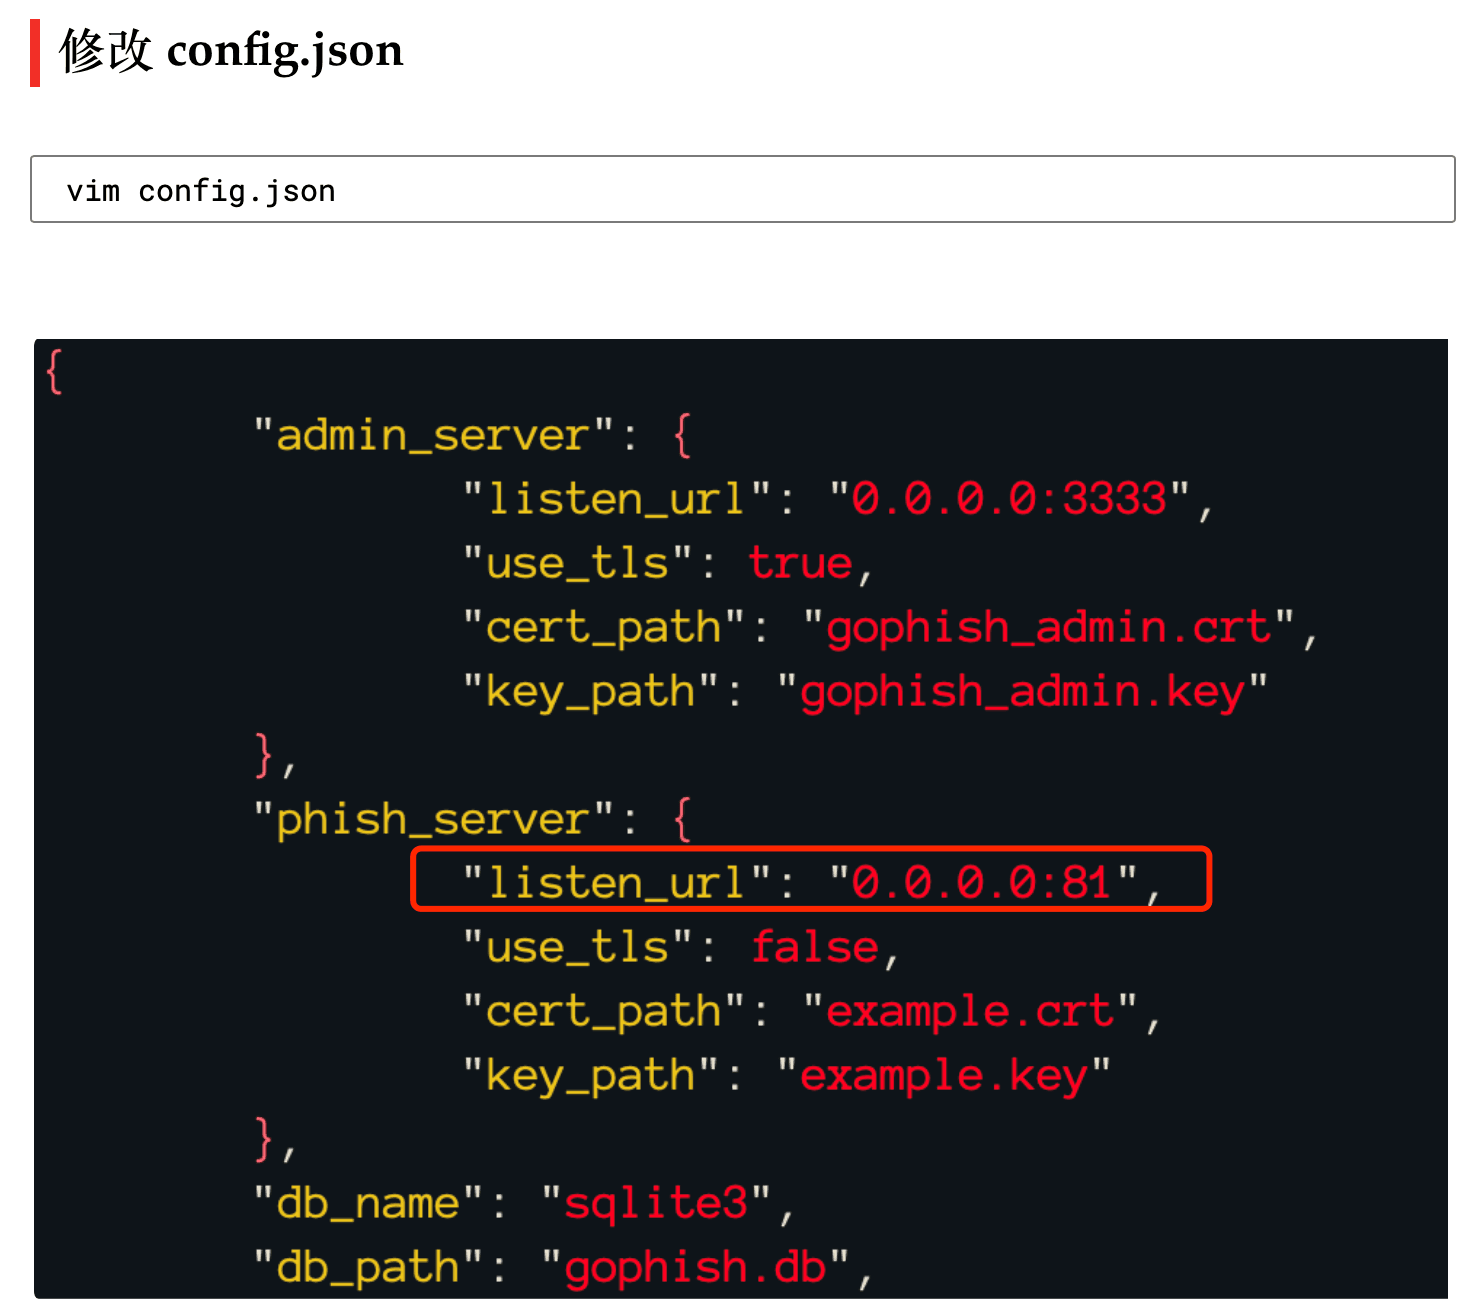 修改 config.json
vim config.json
{
"admin_server": {
"listen_url": "0.0.0.0:3333",
"use_tls": true,
"cert_path": "gophish_admin.crt",
"key_path": "gophish_admin.key"
},
"phish_server": {
"listen_url": "0.0.0.0:81",
"use_tls": false,
"cert_path": "example.crt",
"key_path": "example.key"
},
"db_name": "sqlite3",
"db_path": "gophish.db",